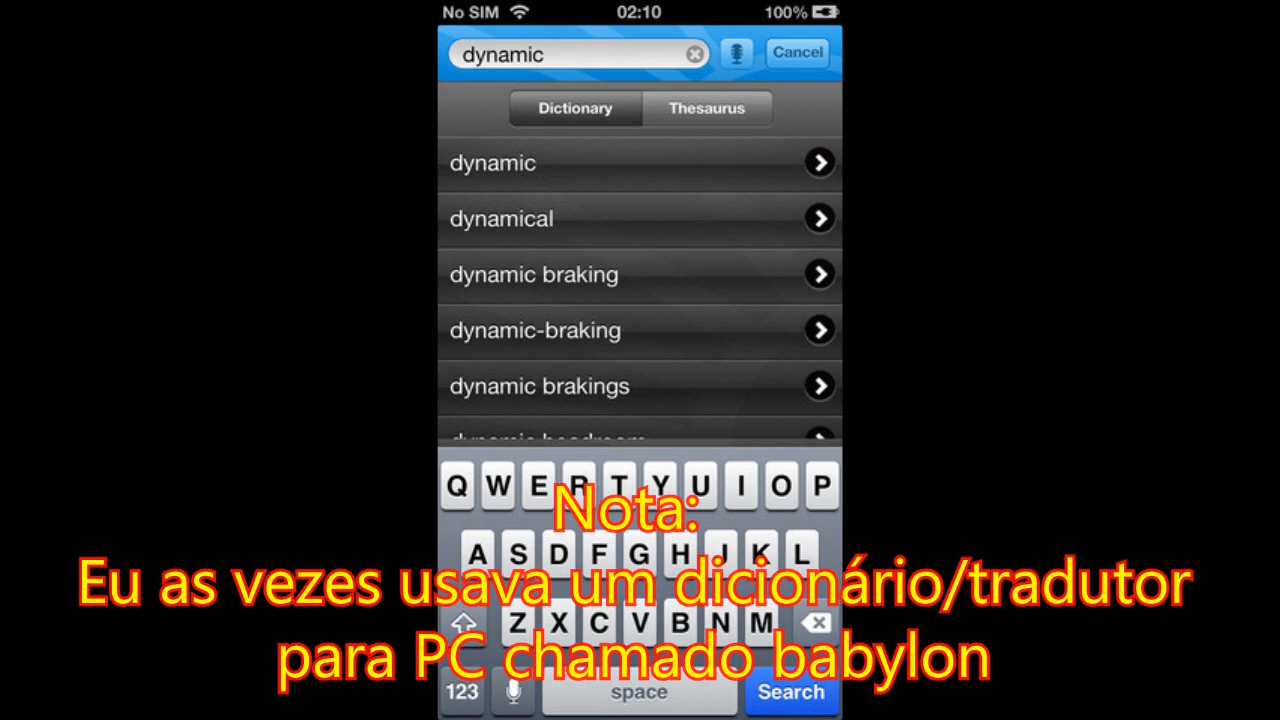 No SIM 02:10 100%
dynamic Cancel
Dictionary Thesaurus
dynamic
dynamical
dynamic braking
dynamic-braking
dynamic brakings
Q W E R T Y U I O P
Nota:
A S D F G H J K L
Eu as vezes usava um dicionário/tradutor
Z X C V B N M
para PC chamado babylon
123 space Search